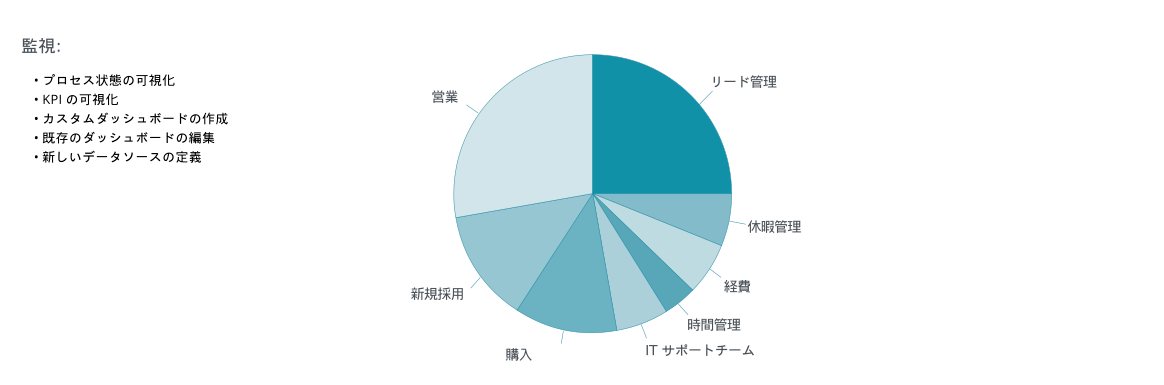 監視:
• プロセス状態の可視化
• KPI の可視化
• カスタムダッシュボードの作成
• 既存のダッシュボードの編集
• 新しいデータソースの定義
リード管理
営業
休暇管理
経費
新規採用
時間管理
IT サポートチーム
購入